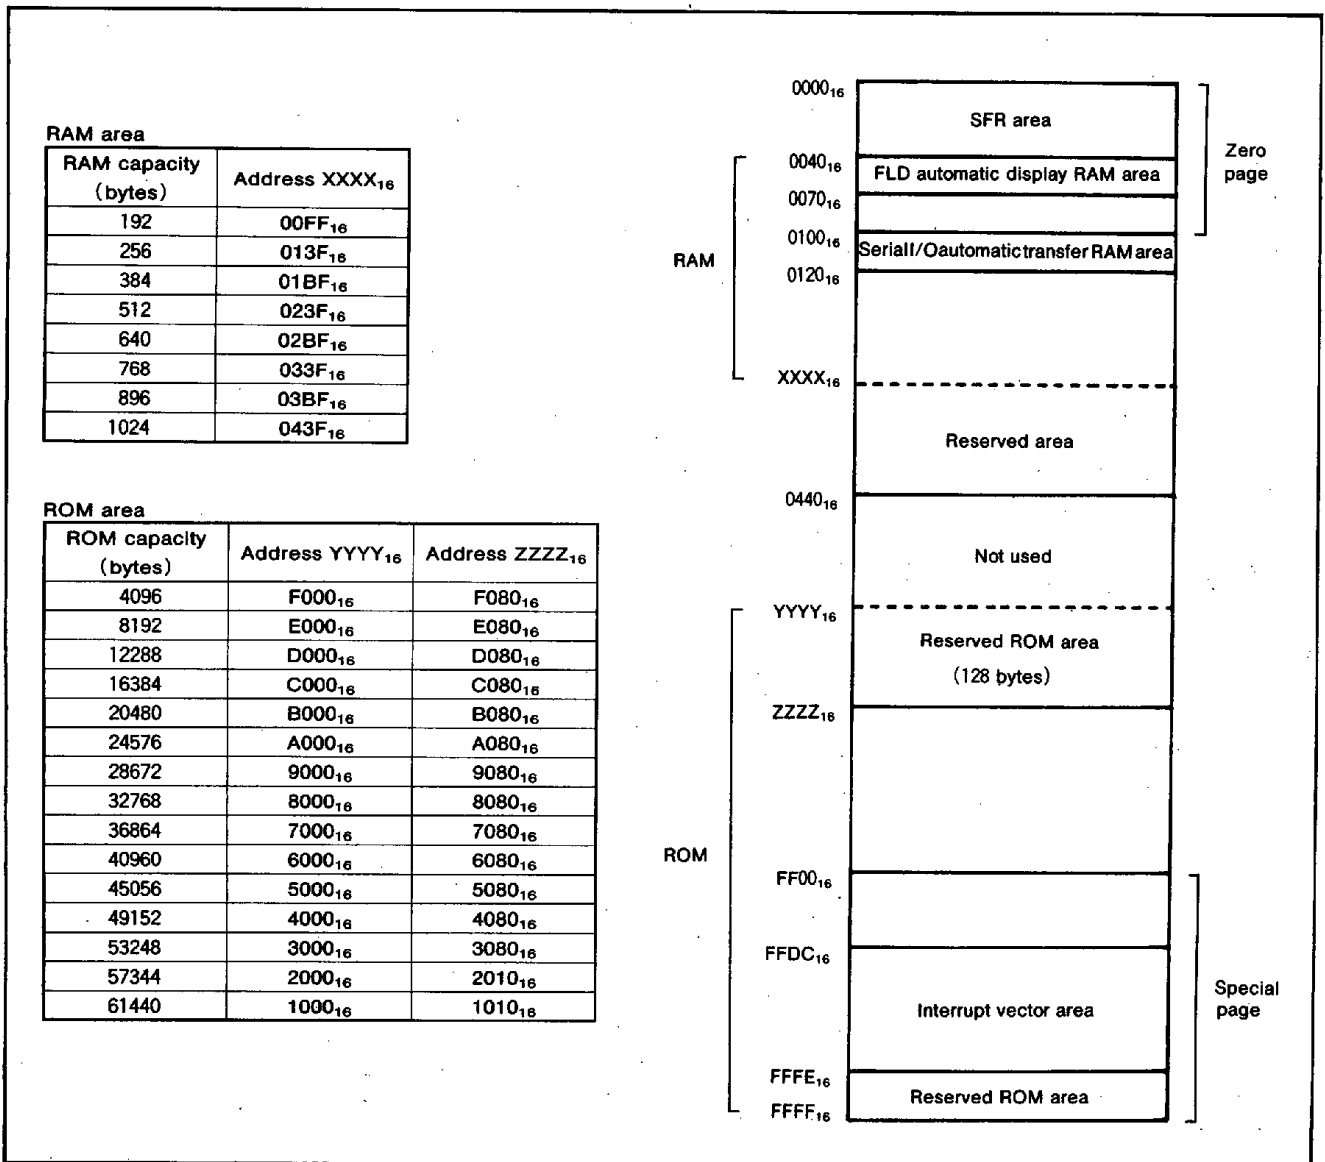 RAM area
RAM capacity (bytes) Address XXXX₁₆
192 00FF₁₆
256 013F₁₆
384 01BF₁₆
512 023F₁₆
640 02BF₁₆
768 033F₁₆
896 03BF₁₆
1024 043F₁₆
ROM area
ROM capacity (bytes) Address YYYY₁₆ Address ZZZZ₁₆
4096 F000₁₆ F080₁₆
8192 E000₁₆ E080₁₆
12288 D000₁₆ D080₁₆
16384 C000₁₆ C080₁₆
20480 B000₁₆ B080₁₆
24576 A000₁₆ A080₁₆
28672 9000₁₆ 9080₁₆
32768 8000₁₆ 8080₁₆
36864 7000₁₆ 7080₁₆
40960 6000₁₆ 6080₁₆
45056 5000₁₆ 5080₁₆
49152 4000₁₆ 4080₁₆
53248 3000₁₆ 3080₁₆
57344 2000₁₆ 2010₁₆
61440 1000₁₆ 1010₁₆
0000₁₆
SFR area
Zero page
0040₁₆
FLD automatic display RAM area
0070₁₆
0100₁₆
RAM
SerialI/Oautomatic transfer RAM area
0120₁₆
XXXX₁₆
Reserved area
0440₁₆
Not used
YYYY₁₆
Reserved ROM area
(128 bytes)
ZZZZ₁₆
ROM
FF00₁₆
FFDC₁₆
Interrupt vector area
Special page
FFFE₁₆
Reserved ROM area
FFFF₁₆